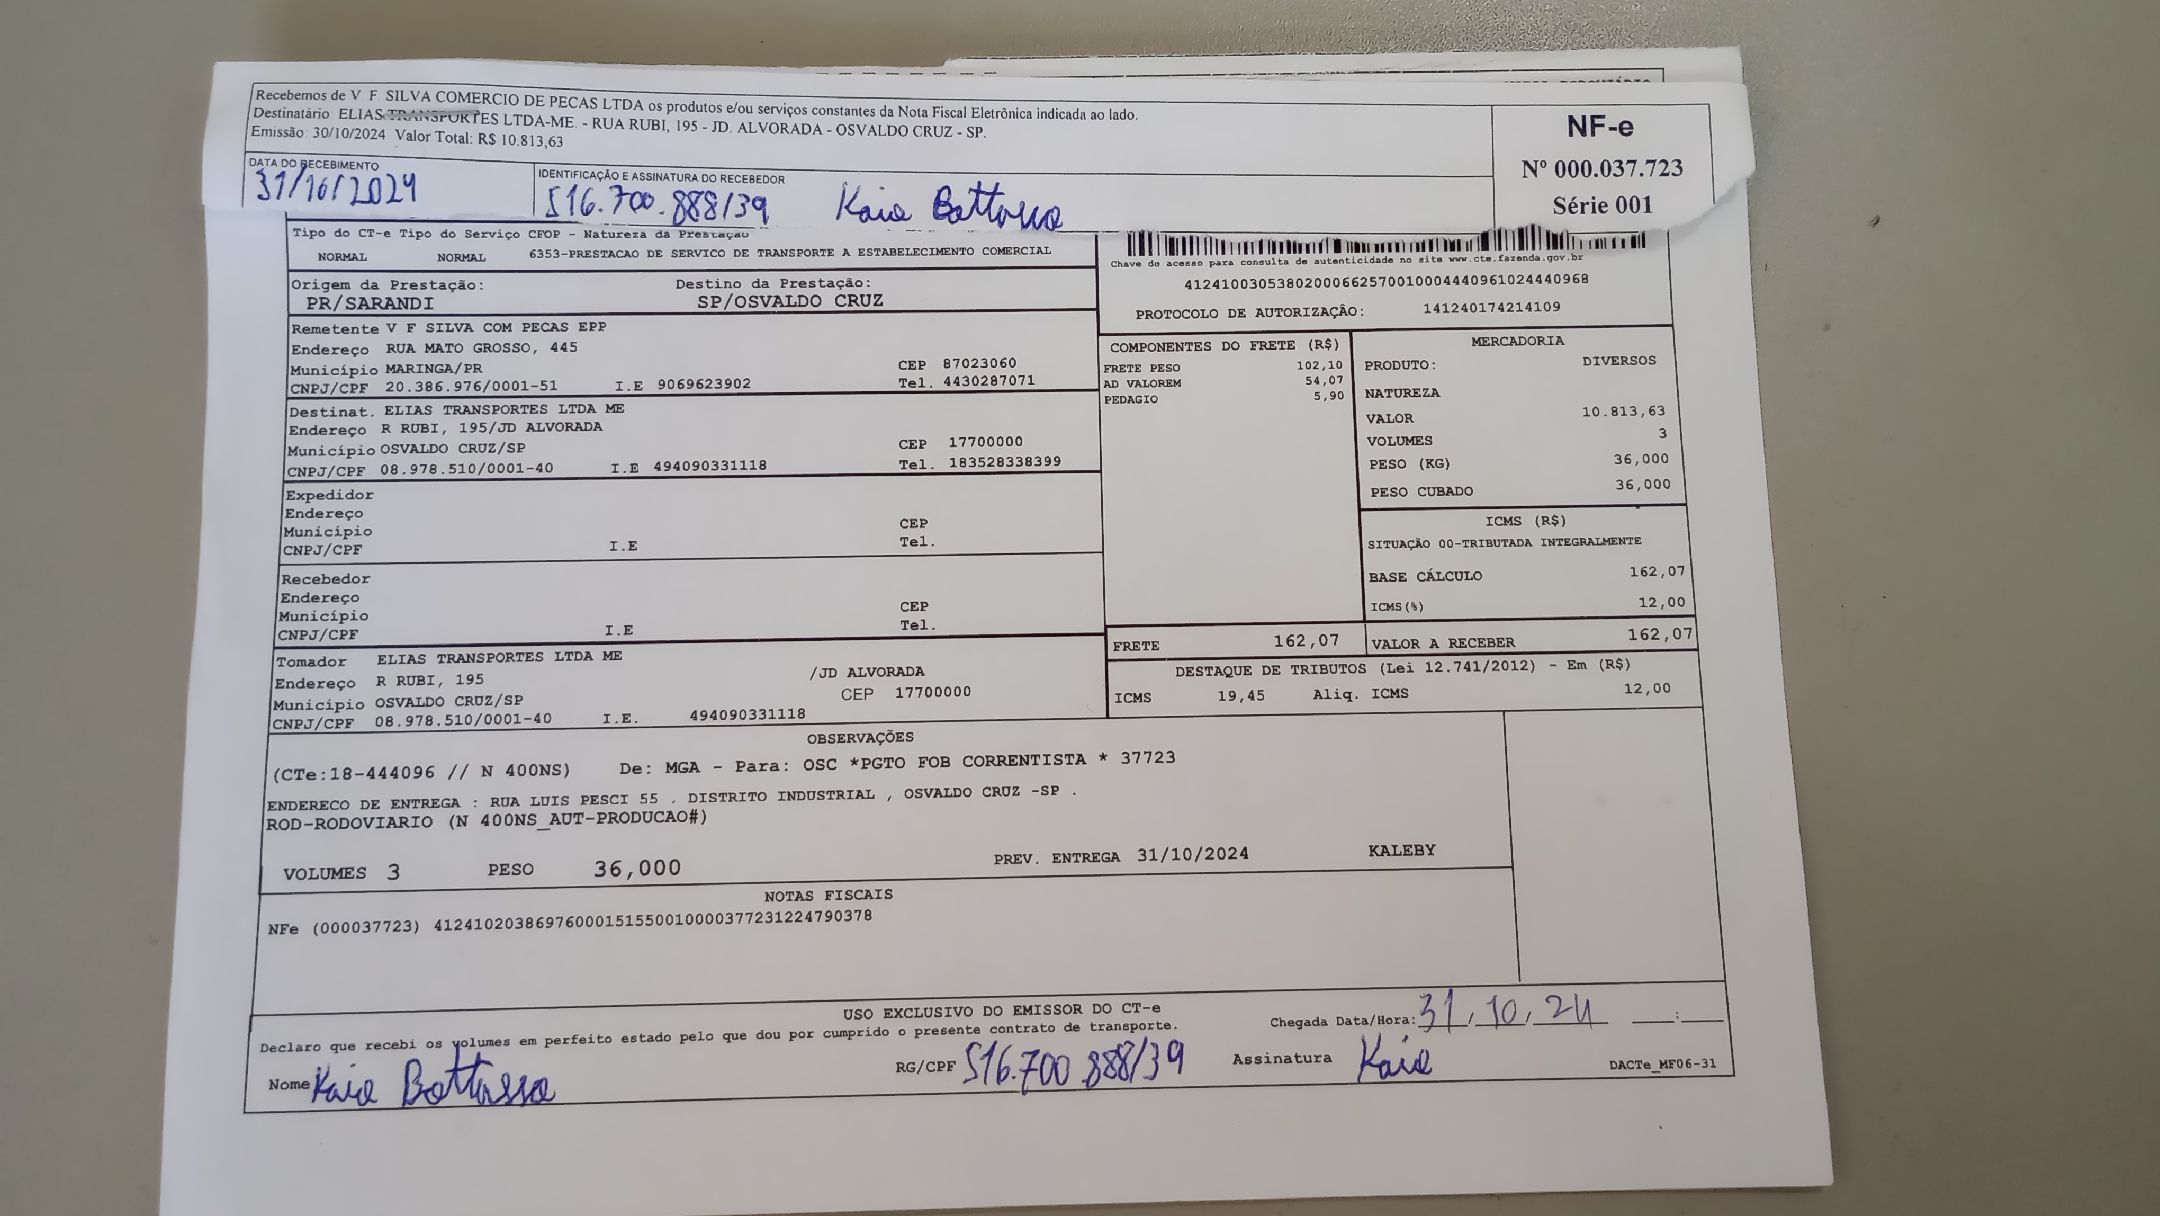 Recebemos de V F SILVA COMERCIO DE PECAS LTDA os produtos e/ou serviços constantes da Nota Fiscal Eletrônica indicada ao lado.
Destinatário ELIAS TRANSPORTES LTDA-ME. - RUA RUBI, 195 - JD. ALVORADA - OSVALDO CRUZ - SP.
Emissão 30/10/2024 Valor Total: R$ 10.813,63
NF-e
Nº 000.037.723
Série 001
DATA DO RECEBIMENTO
31/10/2024
IDENTIFICAÇÃO E ASSINATURA DO RECEBEDOR
516.700.888/39 Kaio
Tipo do CT-e Tipo do Serviço CFOP - Natureza da Prestação
NORMAL NORMAL 6353-PRESTACAO DE SERVICO DE TRANSPORTE A ESTABELECIMENTO COMERCIAL
Chave de acesso para consulta de autenticidade no site www.cte.fazenda.gov.br
41241003053802000662570010004440961024440968
PROTOCOLO DE AUTORIZAÇÃO: 141240174214109
Origem da Prestação: Destino da Prestação:
PR/SARANDI SP/OSVALDO CRUZ
Remetente V F SILVA COM PECAS EPP
Endereço RUA MATO GROSSO, 445
Município MARINGA/PR CEP 87023060
CNPJ/CPF 20.386.976/0001-51 I.E 9069623902 Tel. 4430287071
Destinat. ELIAS TRANSPORTES LTDA ME
Endereço R RUBI, 195/JD ALVORADA
Município OSVALDO CRUZ/SP CEP 17700000
CNPJ/CPF 08.978.510/0001-40 I.E 494090331118 Tel. 183528338399
Expedidor
Endereço
Município CEP
CNPJ/CPF I.E Tel.
Recebedor
Endereço
Município CEP
CNPJ/CPF I.E Tel.
Tomador ELIAS TRANSPORTES LTDA ME
Endereço R RUBI, 195 /JD ALVORADA
Município OSVALDO CRUZ/SP CEP 17700000
CNPJ/CPF 08.978.510/0001-40 I.E. 494090331118
COMPONENTES DO FRETE (R$)
FRETE PESO 102,10
AD VALOREM 54,07
PEDAGIO 5,90
MERCADORIA
PRODUTO: DIVERSOS
NATUREZA
VALOR 10.813,63
VOLUMES 3
PESO (KG) 36,000
PESO CUBADO 36,000
ICMS (R$)
SITUAÇÃO 00-TRIBUTADA INTEGRALMENTE
BASE CÁLCULO 162,07
ICMS(%) 12,00
FRETE 162,07 VALOR A RECEBER 162,07
DESTAQUE DE TRIBUTOS (Lei 12.741/2012) - Em (R$)
ICMS 19,45 Aliq. ICMS 12,00
OBSERVAÇÕES
(CTe:18-444096 // N 400NS) De: MGA - Para: OSC *PGTO FOB CORRENTISTA * 37723
ENDERECO DE ENTREGA : RUA LUIS PESCI 55 . DISTRITO INDUSTRIAL , OSVALDO CRUZ -SP .
ROD-RODOVIARIO (N 400NS_AUT-PRODUCAO#)
VOLUMES 3 PESO 36,000 PREV. ENTREGA 31/10/2024 KALEBY
NOTAS FISCAIS
NFe (000037723) 41241020386976000151550010000377231224790378
USO EXCLUSIVO DO EMISSOR DO CT-e
Declaro que recebi os volumes em perfeito estado pelo que dou por cumprido o presente contrato de transporte.
Chegada Data/Hora: 31/10/24 __:__
Nome Kaio RG/CPF 516.700.888/39 Assinatura Kaio
DACTe_MF06-31